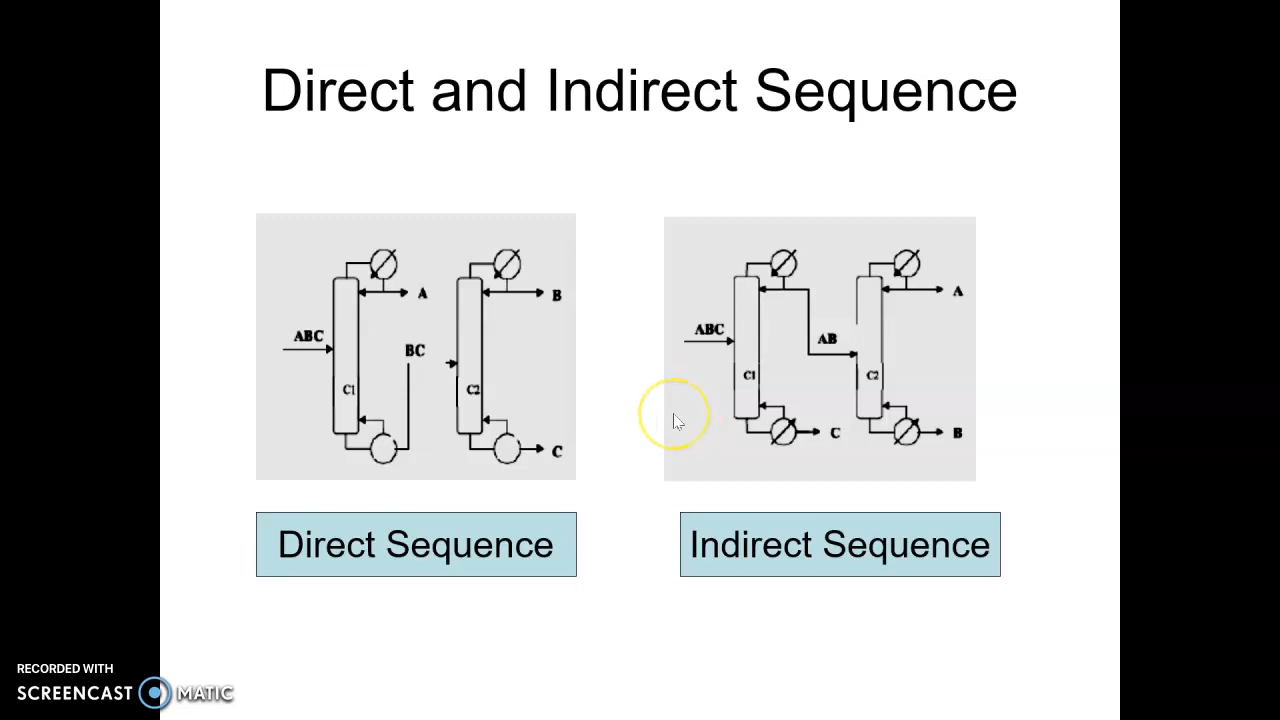 Direct and Indirect Sequence
A
B
ABC
BC
C1
C2
C
A
ABC
AB
C1
C2
C
B
Direct Sequence
Indirect Sequence
RECORDED WITH
SCREENCAST MATIC